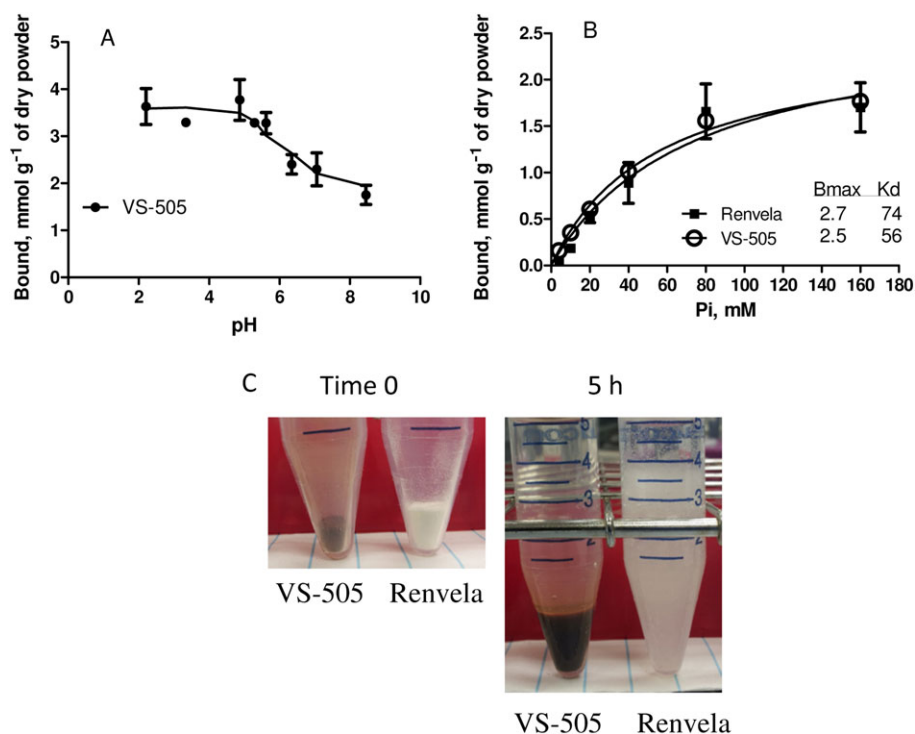 A
Bound, mmol g⁻¹ of dry powder
5
4
3
2
1
0
0 2 4 6 8 10
pH
VS-505
B
Bound, mmol g⁻¹ of dry powder
2.5
2.0
1.5
1.0
0.5
0.0
0 20 40 60 80 100 120 140 160 180
Pi, mM
Bmax Kd
Renvela 2.7 74
VS-505 2.5 56
C Time 0 5 h
5
4
3
2
5
4
3
2
VS-505 Renvela
VS-505 Renvela